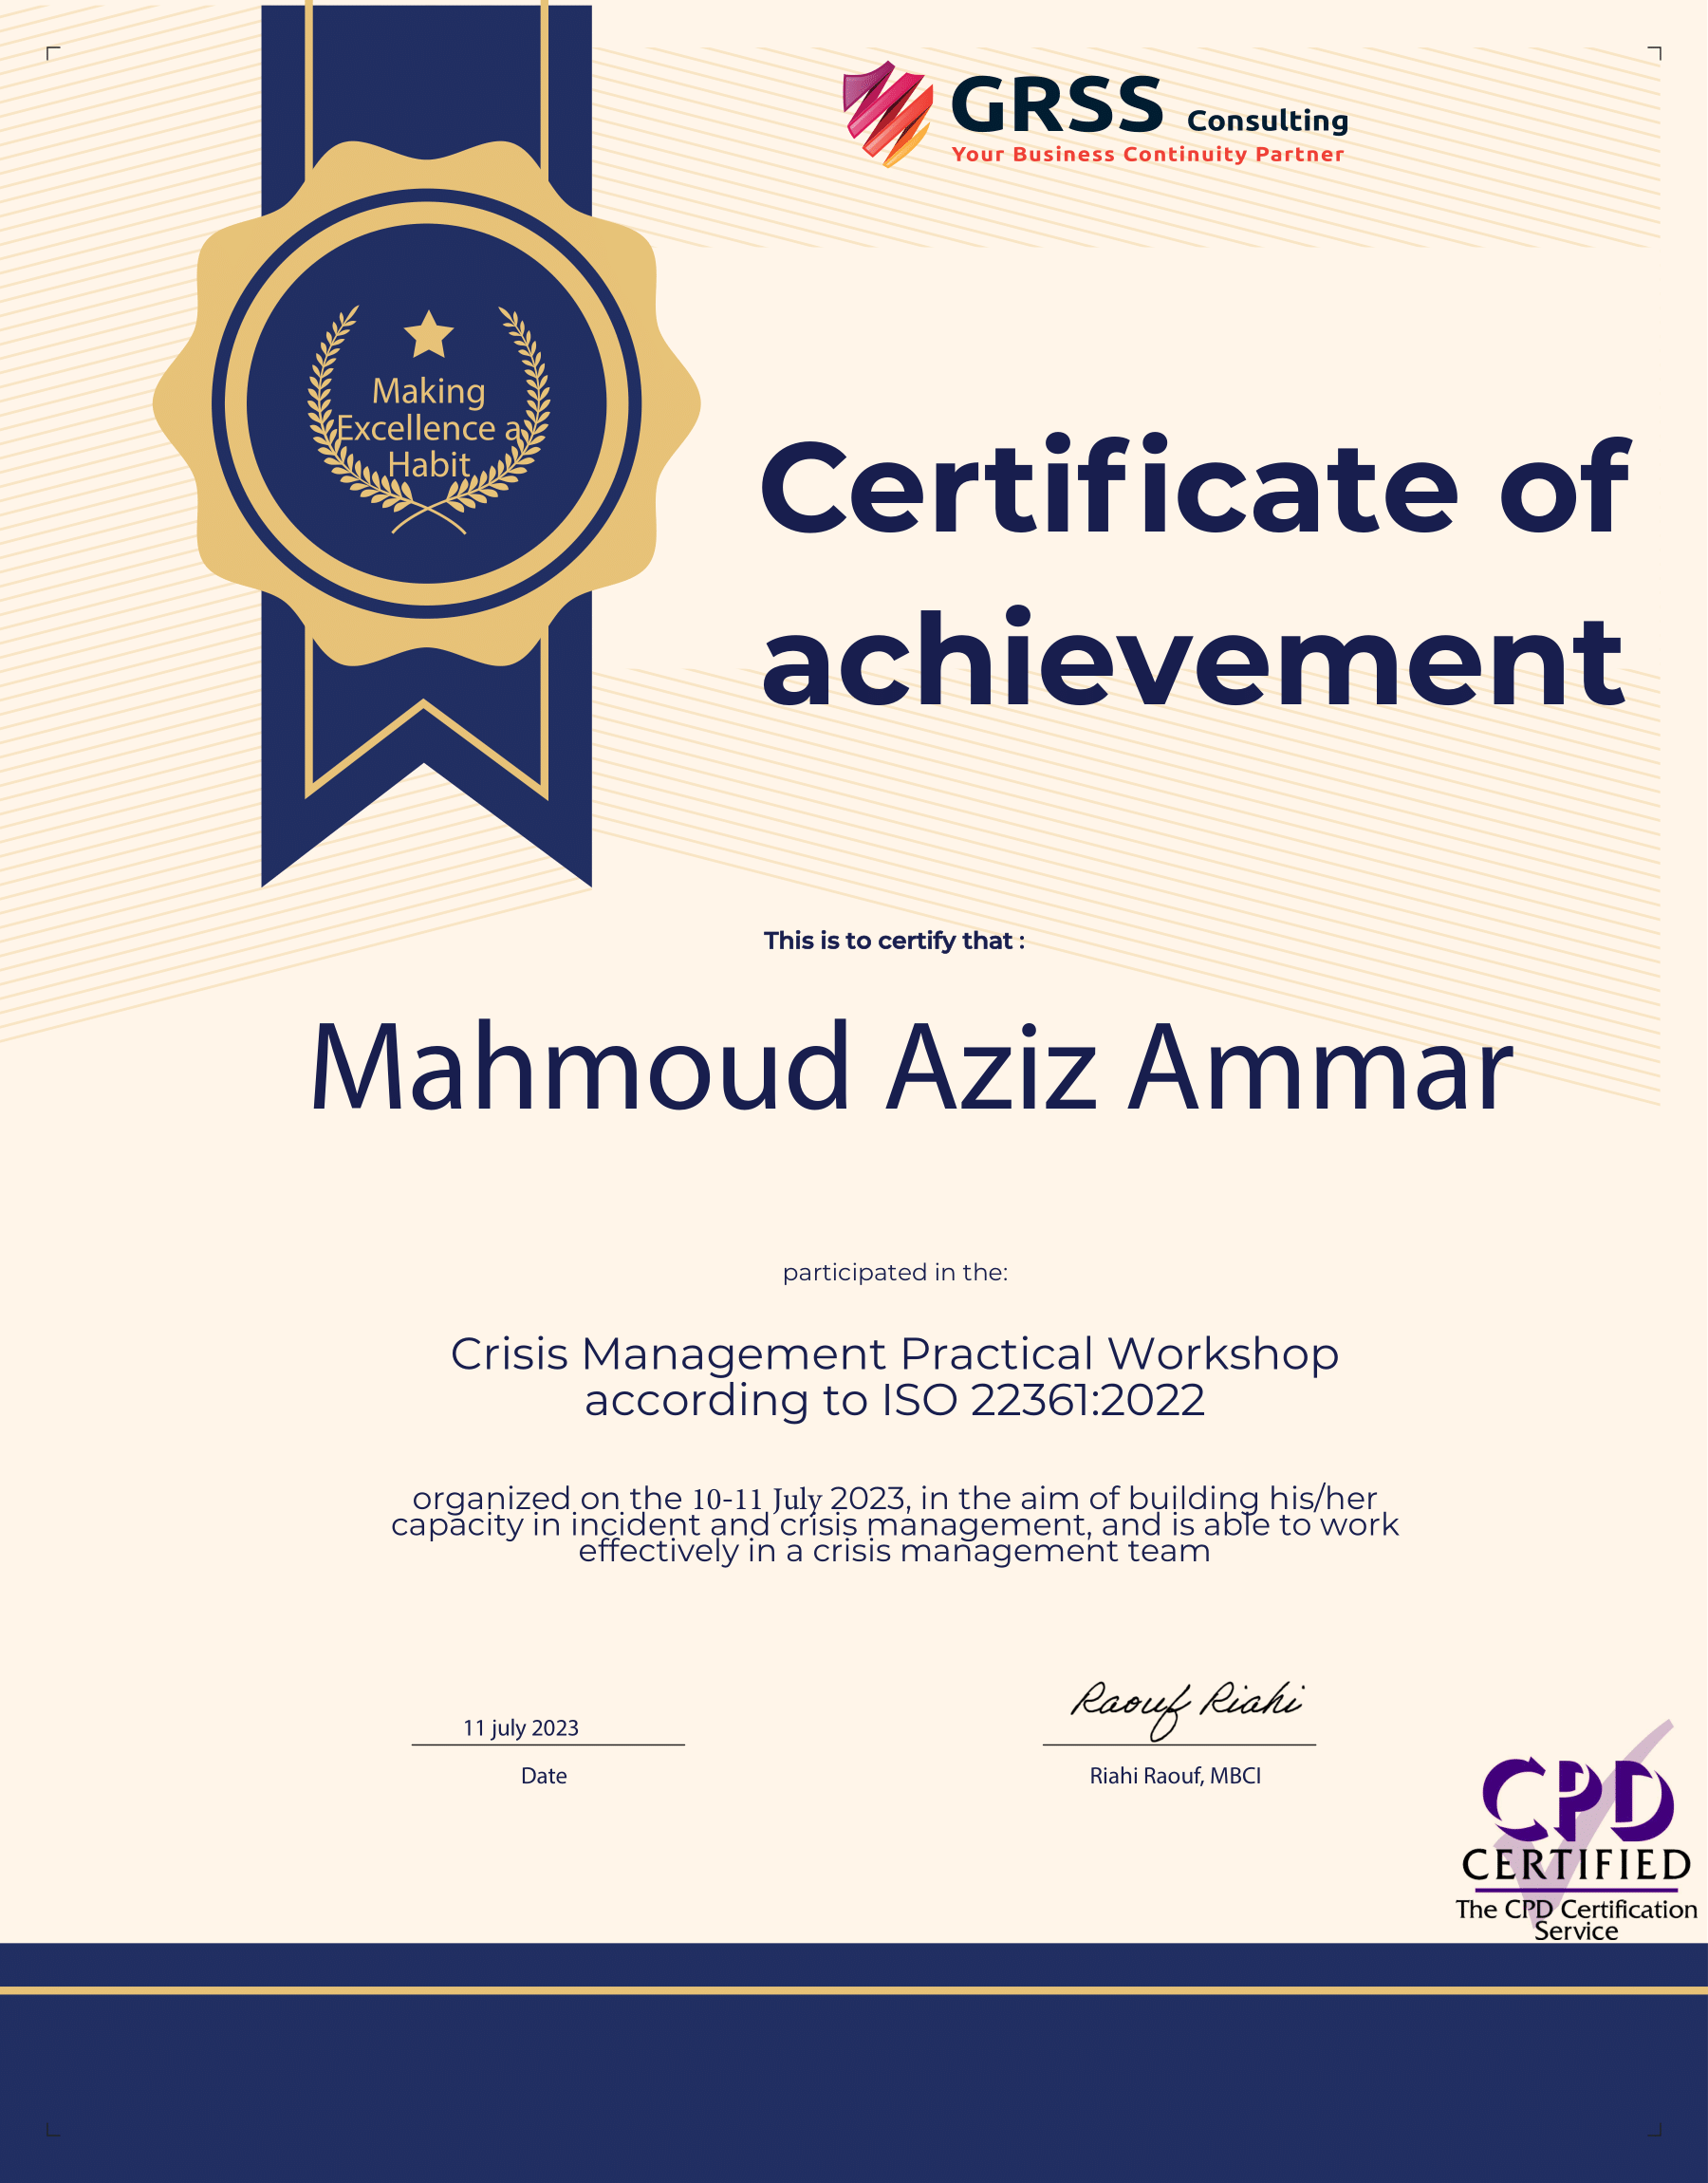 GRSS Consulting
Your Business Continuity Partner
Making
Excellence a
Habit
Certificate of
achievement
This is to certify that :
Mahmoud Aziz Ammar
participated in the:
Crisis Management Practical Workshop
according to ISO 22361:2022
organized on the 10-11 July 2023, in the aim of building his/her
capacity in incident and crisis management, and is able to work
effectively in a crisis management team
11 july 2023
Date
Raouf Riahi
Riahi Raouf, MBCI
CPD
CERTIFIED
The CPD Certification
Service